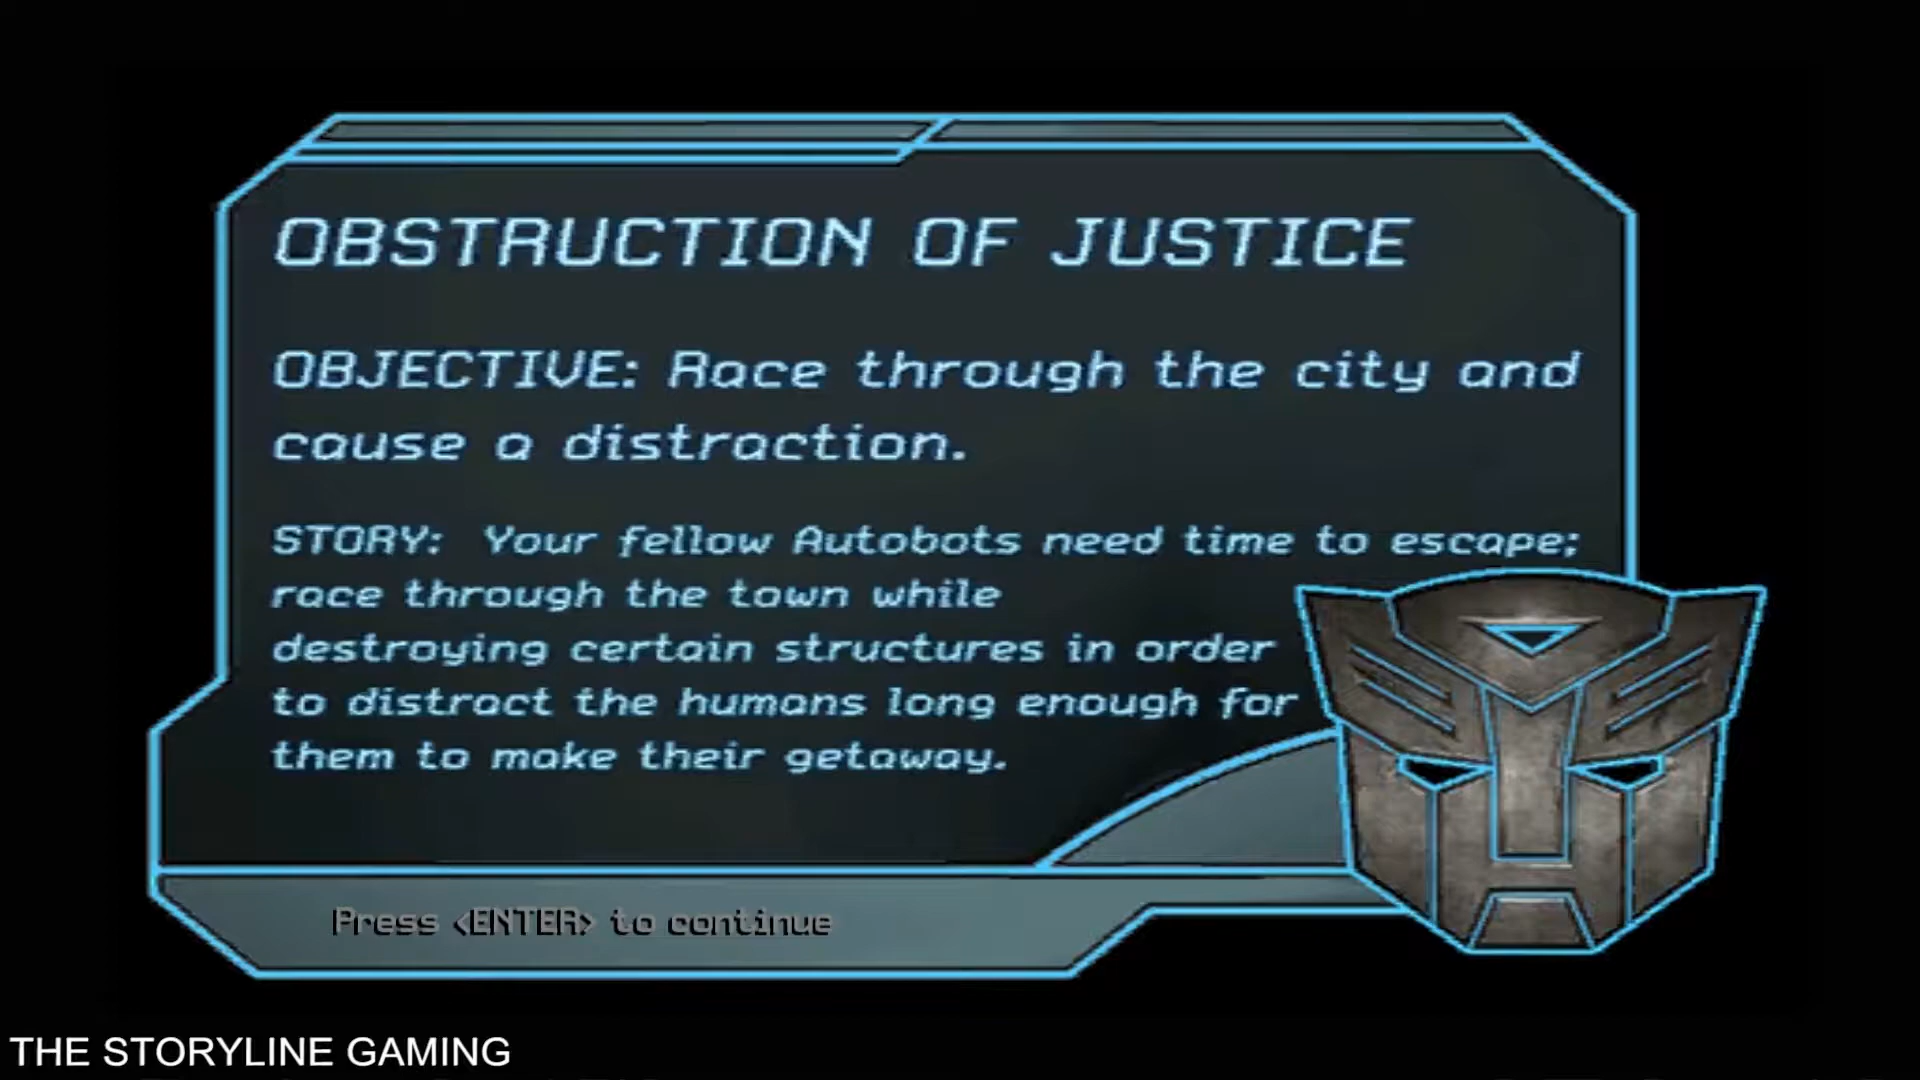 OBSTRUCTION OF JUSTICE
OBJECTIVE: Race through the city and
cause a distraction.
STORY: Your fellow Autobots need time to escape;
race through the town while
destroying certain structures in order
to distract the humans long enough for
them to make their getaway.
Press <ENTER> to continue
THE STORYLINE GAMING